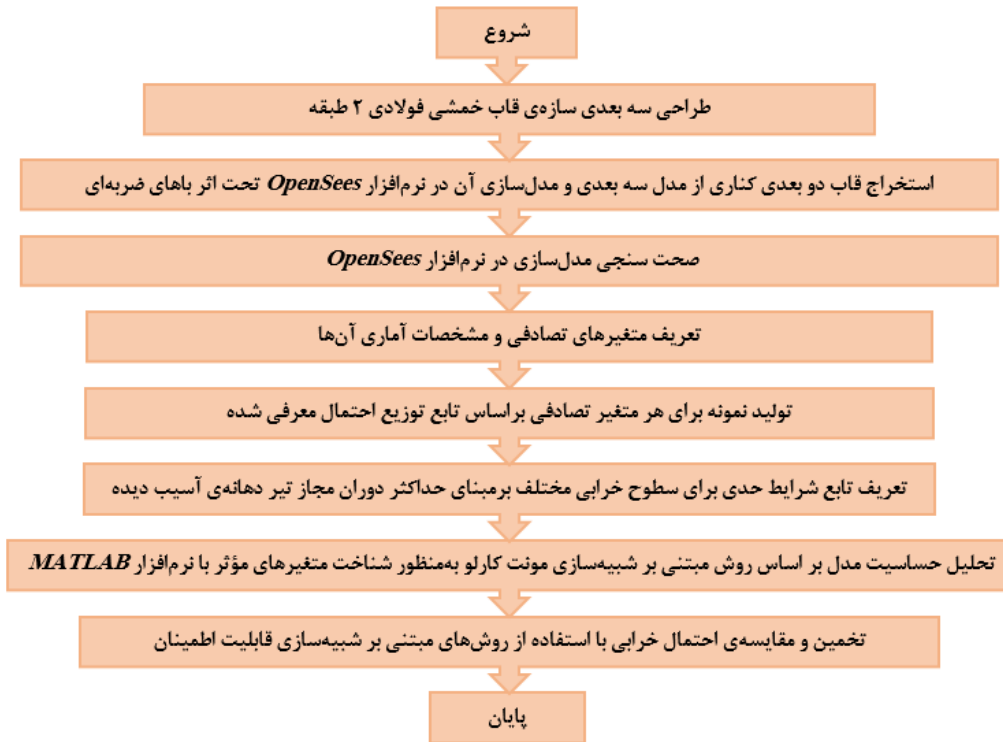 شروع
طراحی سه بعدی سازه‌ی قاب خمشی فولادی ۲ طبقه
استخراج قاب دو بعدی کناری از مدل سه بعدی و مدل‌سازی آن در نرم‌افزار OpenSees تحت اثر باهای ضربه‌ای
صحت سنجی مدل‌سازی در نرم‌افزار OpenSees
تعریف متغیرهای تصادفی و مشخصات آماری آن‌ها
تولید نمونه برای هر متغیر تصادفی براساس تابع توزیع احتمال معرفی شده
تعریف تابع شرایط حدی برای سطوح خرابی مختلف برمبنای حداکثر دوران مجاز تیر دهانه‌ی آسیب دیده
تحلیل حساسیت مدل بر اساس روش مبتنی بر شبیه‌سازی مونت کارلو به‌منظور شناخت متغیرهای مؤثر با نرم‌افزار MATLAB
تخمین و مقایسه‌ی احتمال خرابی با استفاده از روش‌های مبتنی بر شبیه‌سازی قابلیت اطمینان
پایان